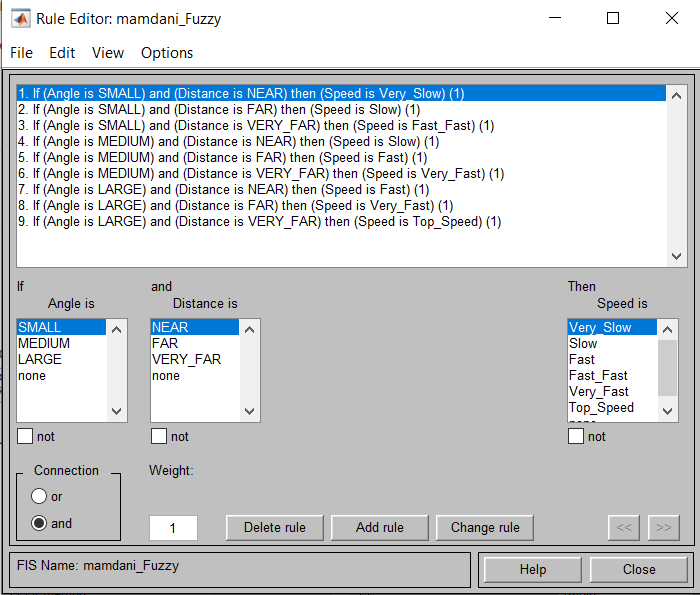 Rule Editor: mamdani_Fuzzy
File Edit View Options
1. If (Angle is SMALL) and (Distance is NEAR) then (Speed is Very_Slow) (1)
2. If (Angle is SMALL) and (Distance is FAR) then (Speed is Slow) (1)
3. If (Angle is SMALL) and (Distance is VERY_FAR) then (Speed is Fast_Fast) (1)
4. If (Angle is MEDIUM) and (Distance is NEAR) then (Speed is Slow) (1)
5. If (Angle is MEDIUM) and (Distance is FAR) then (Speed is Fast) (1)
6. If (Angle is MEDIUM) and (Distance is VERY_FAR) then (Speed is Very_Fast) (1)
7. If (Angle is LARGE) and (Distance is NEAR) then (Speed is Fast) (1)
8. If (Angle is LARGE) and (Distance is FAR) then (Speed is Very_Fast) (1)
9. If (Angle is LARGE) and (Distance is VERY_FAR) then (Speed is Top_Speed) (1)
If and Then
Angle is Distance is Speed is
SMALL NEAR Very_Slow
MEDIUM FAR Slow
LARGE VERY_FAR Fast
none none Fast_Fast
Very_Fast
Top_Speed
not not not
Connection Weight:
or
and 1 Delete rule Add rule Change rule << >>
FIS Name: mamdani_Fuzzy Help Close